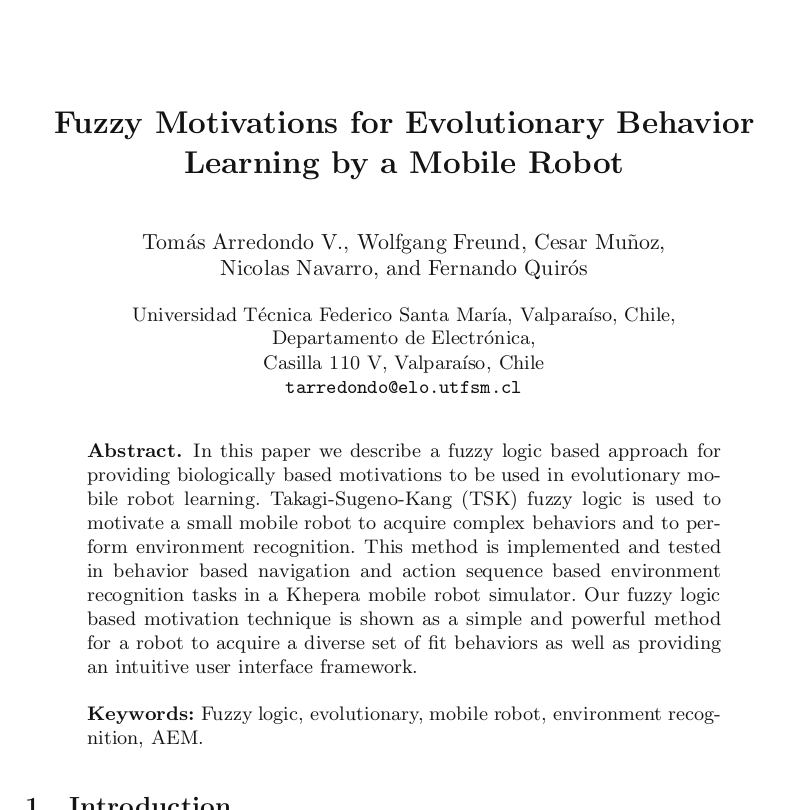 Fuzzy Motivations for Evolutionary Behavior
Learning by a Mobile Robot
Tomás Arredondo V., Wolfgang Freund, Cesar Muñoz,
Nicolas Navarro, and Fernando Quirós
Universidad Técnica Federico Santa María, Valparaíso, Chile,
Departamento de Electrónica,
Casilla 110 V, Valparaíso, Chile
tarredondo@elo.utfsm.cl
Abstract. In this paper we describe a fuzzy logic based approach for
providing biologically based motivations to be used in evolutionary mo-
bile robot learning. Takagi-Sugeno-Kang (TSK) fuzzy logic is used to
motivate a small mobile robot to acquire complex behaviors and to per-
form environment recognition. This method is implemented and tested
in behavior based navigation and action sequence based environment
recognition tasks in a Khepera mobile robot simulator. Our fuzzy logic
based motivation technique is shown as a simple and powerful method
for a robot to acquire a diverse set of fit behaviors as well as providing
an intuitive user interface framework.
Keywords: Fuzzy logic, evolutionary, mobile robot, environment recog-
nition, AEM.
1 Introduction